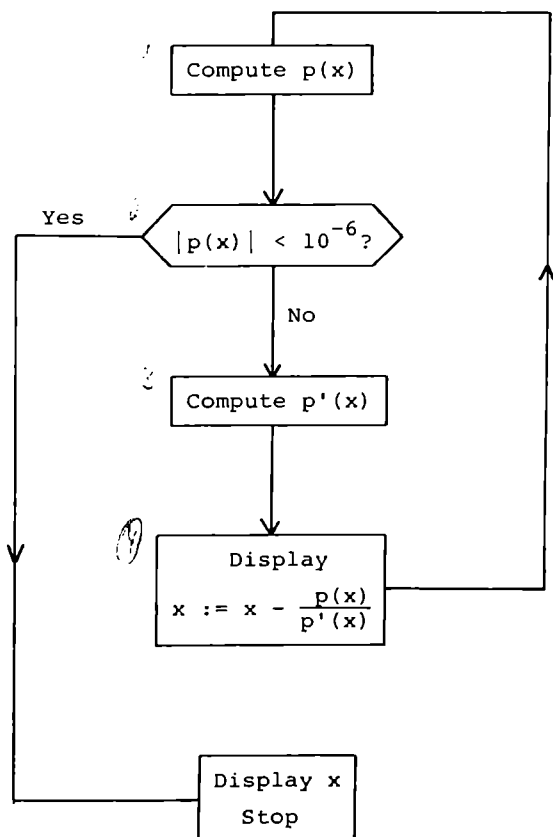 Compute p(x)
Yes
|p(x)| < 10⁻⁶?
No
Compute p'(x)
Display
x := x - p(x)/p'(x)
Display x
Stop